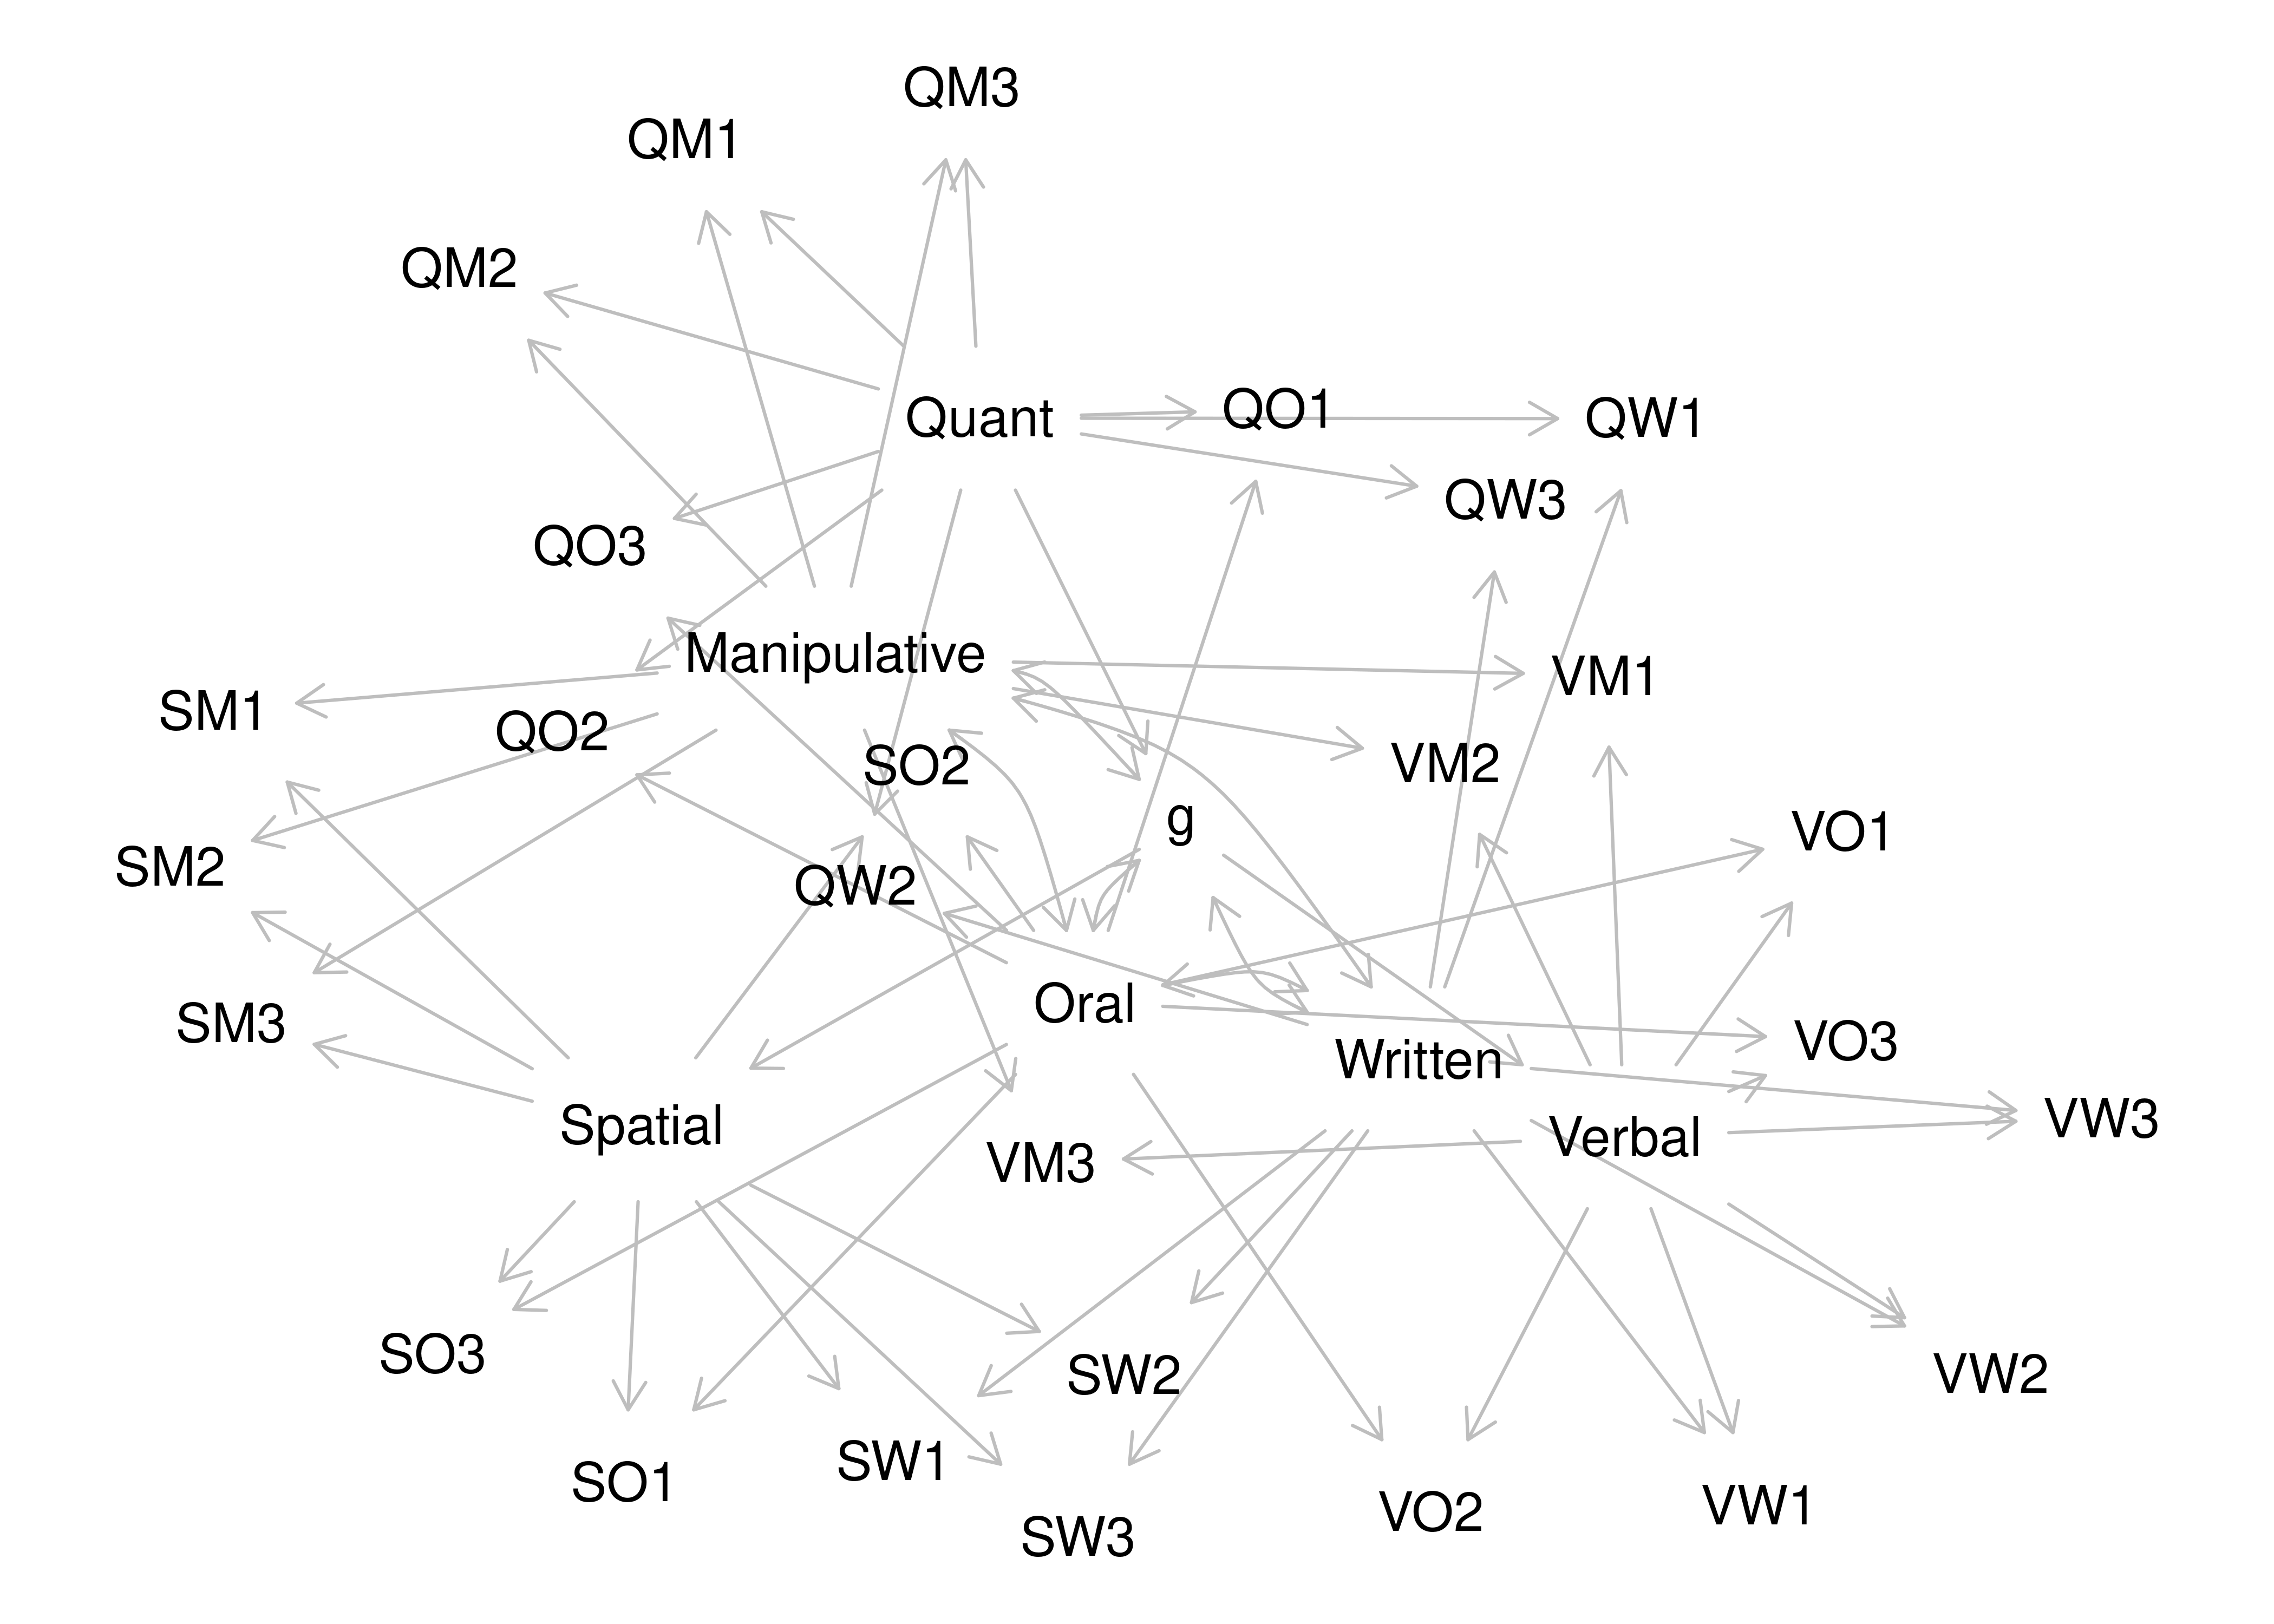 QM3
QM1
QM2
Quant
QO1
QW1
QW3
QO3
Manipulative
VM1
SM1
QO2
SO2
VM2
g
VO1
SM2
QW2
Oral
SM3
VO3
Written
Spatial
VW3
Verbal
VM3
SO3
SW2
VW2
SW1
SO1
VW1
VO2
SW3